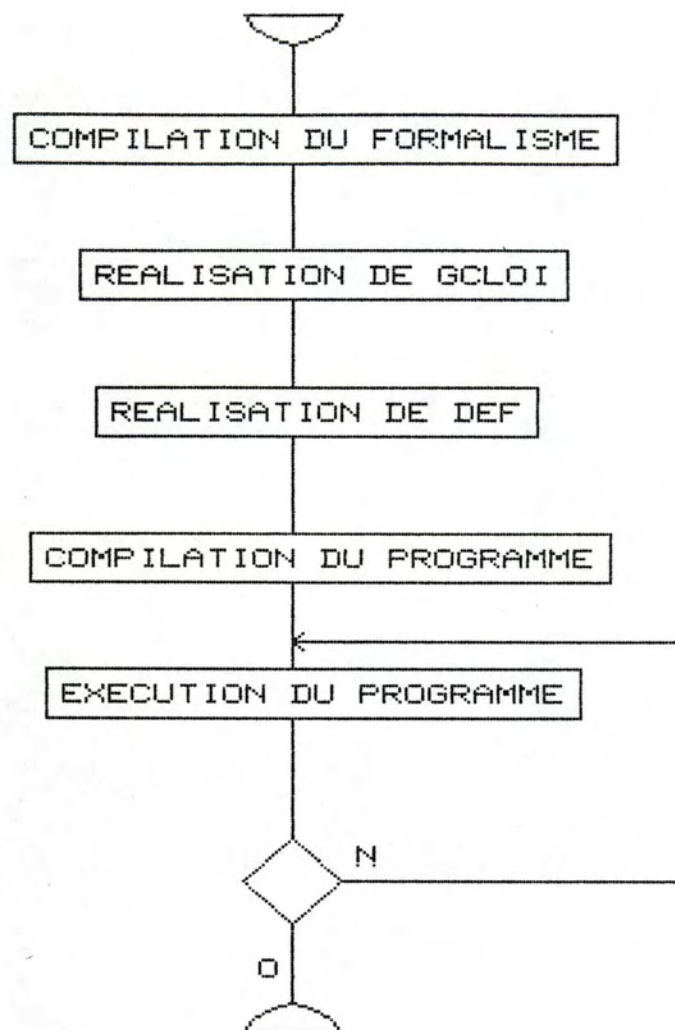 COMPILATION DU FORMALISME
REALISATION DE GCLOI
REALISATION DE DEF
COMPILATION DU PROGRAMME
EXECUTION DU PROGRAMME
N
O